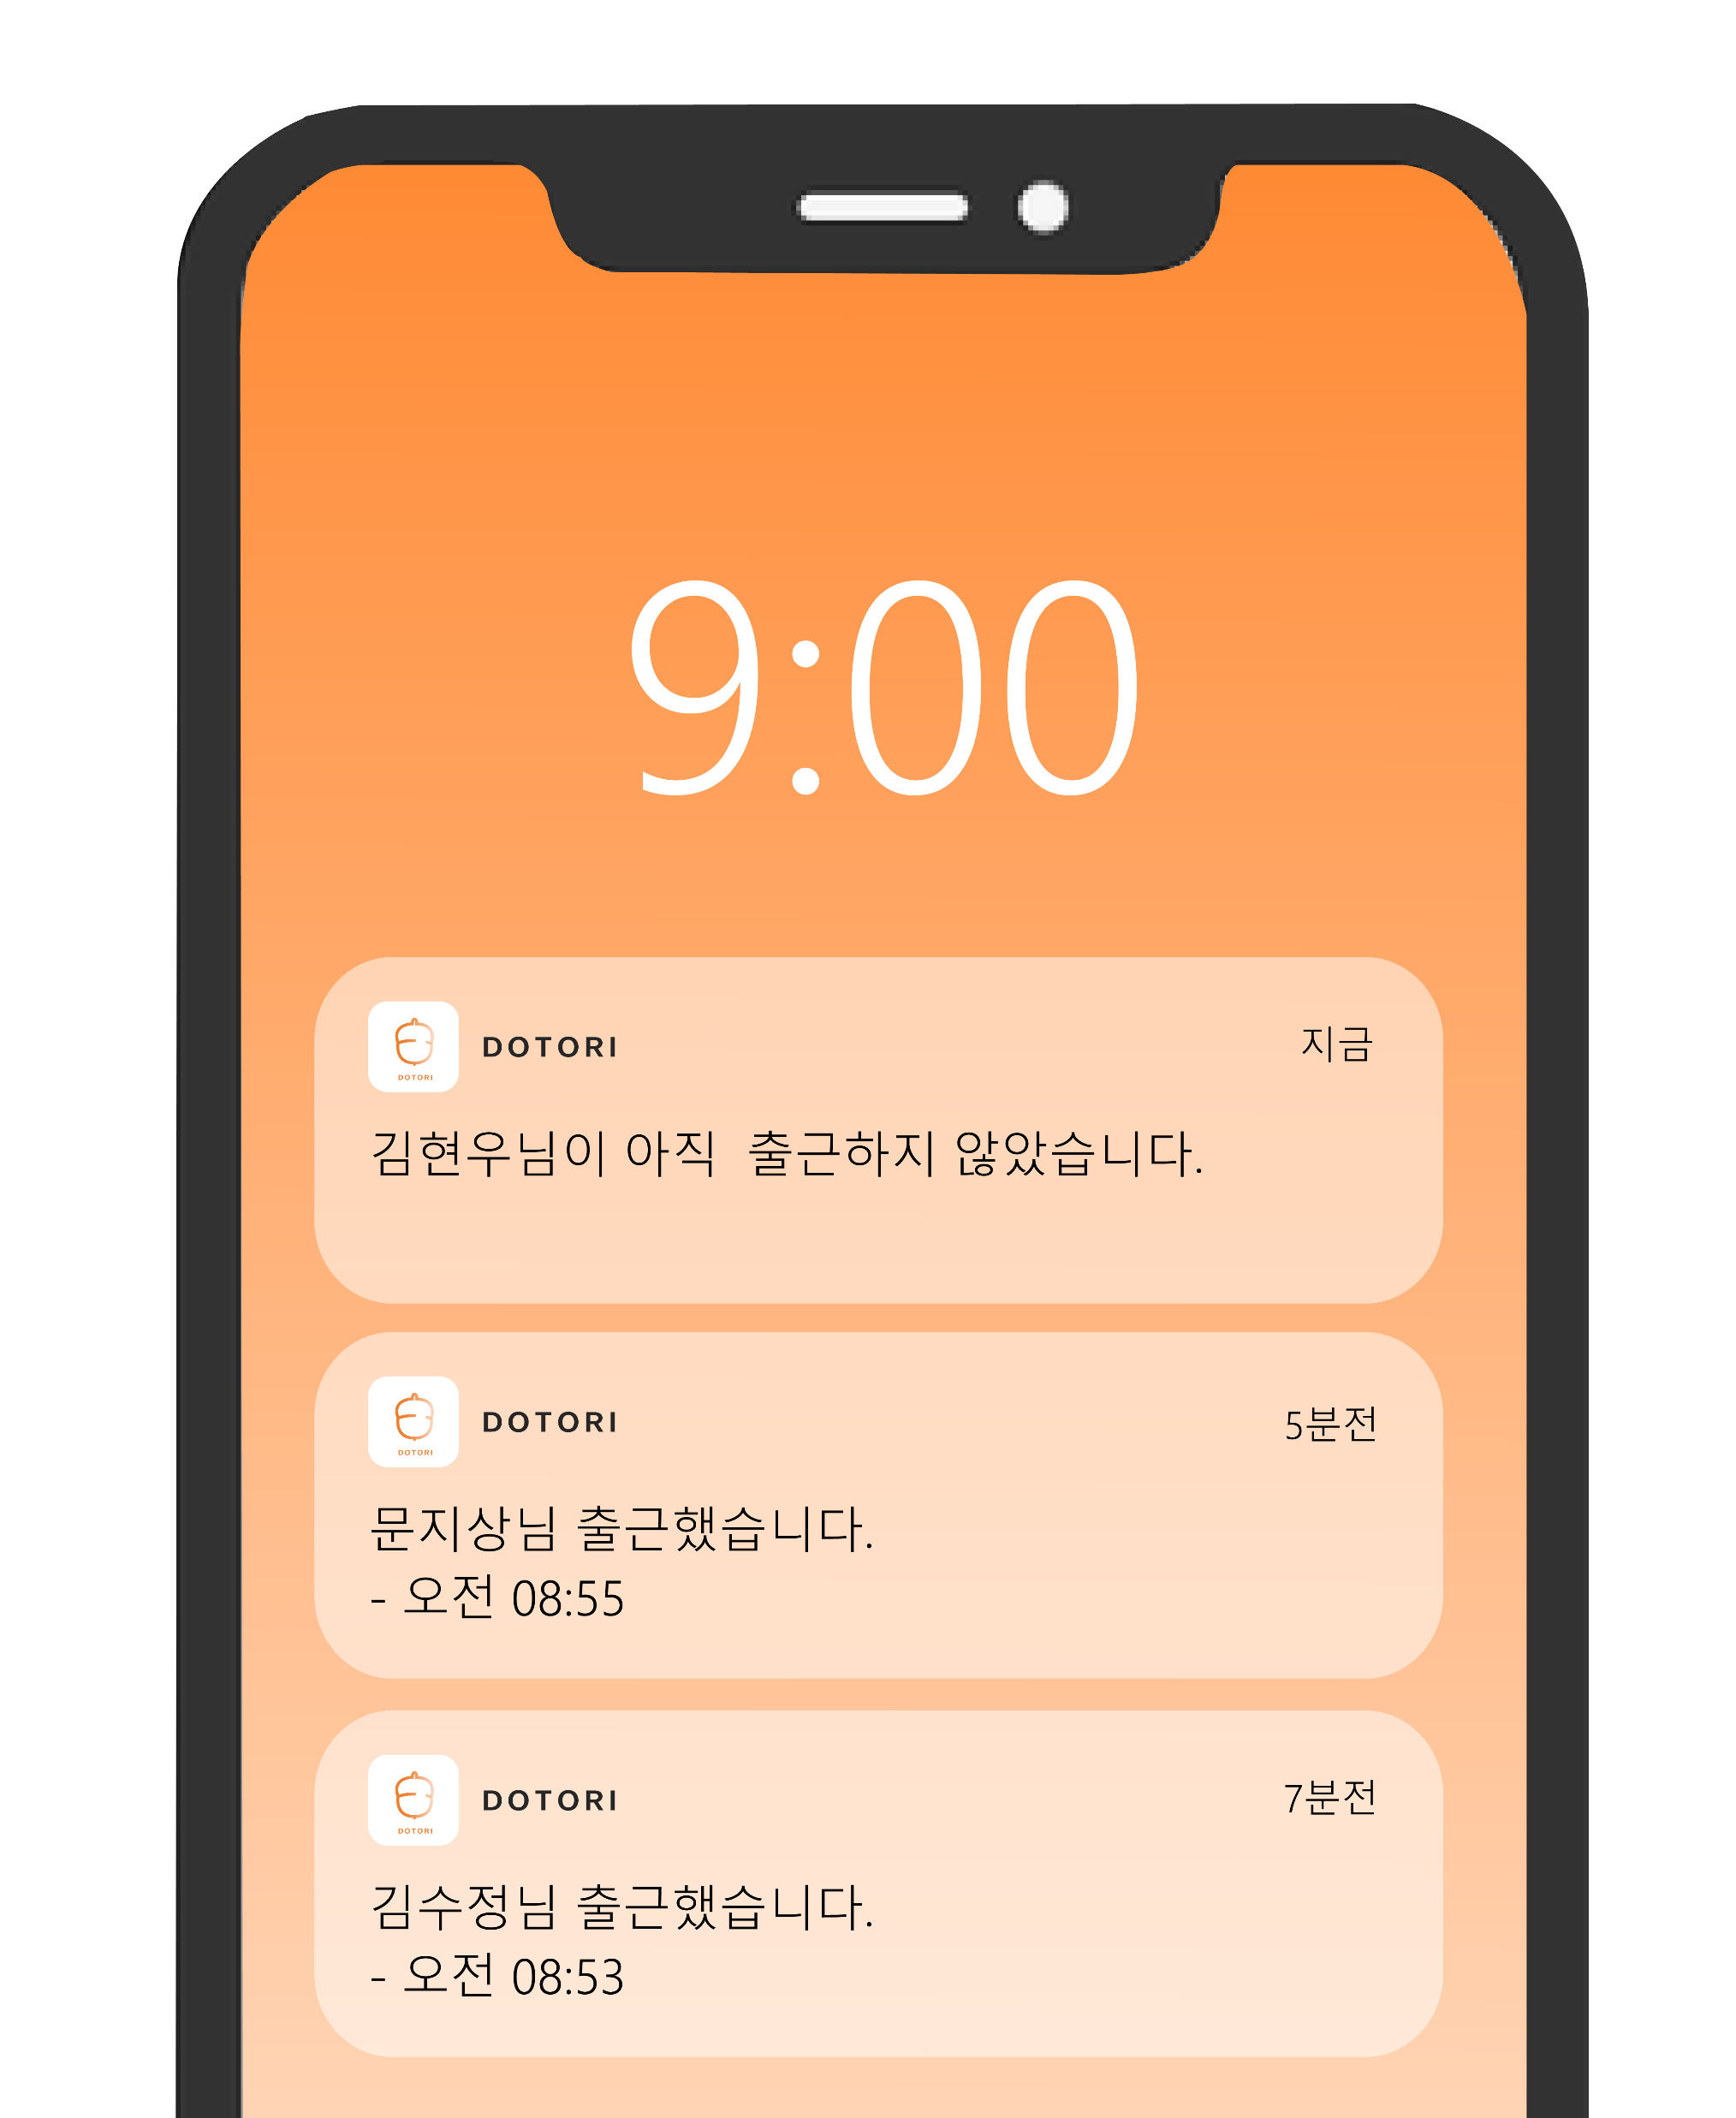 9:00
DOTORI
DOTORI
지금
김현우님이 아직  출근하지 않았습니다.
DOTORI
DOTORI
5분전
문지상님 출근했습니다.
- 오전 08:55
DOTORI
DOTORI
7분전
김수정님 출근했습니다.
- 오전 08:53